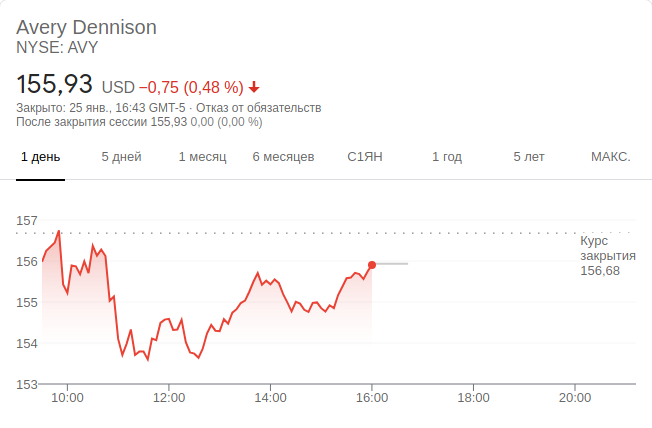 Avery Dennison
NYSE: AVY
155,93 USD −0,75 (0,48 %)
Закрыто: 25 янв., 16:43 GMT-5 · Отказ от обязательств
После закрытия сессии 155,93 0,00 (0,00 %)
1 день 5 дней 1 месяц 6 месяцев С1ЯН 1 год 5 лет МАКС.
157
Курс
закрытия
156,68
156
155
154
153
10:00 12:00 14:00 16:00 18:00 20:00